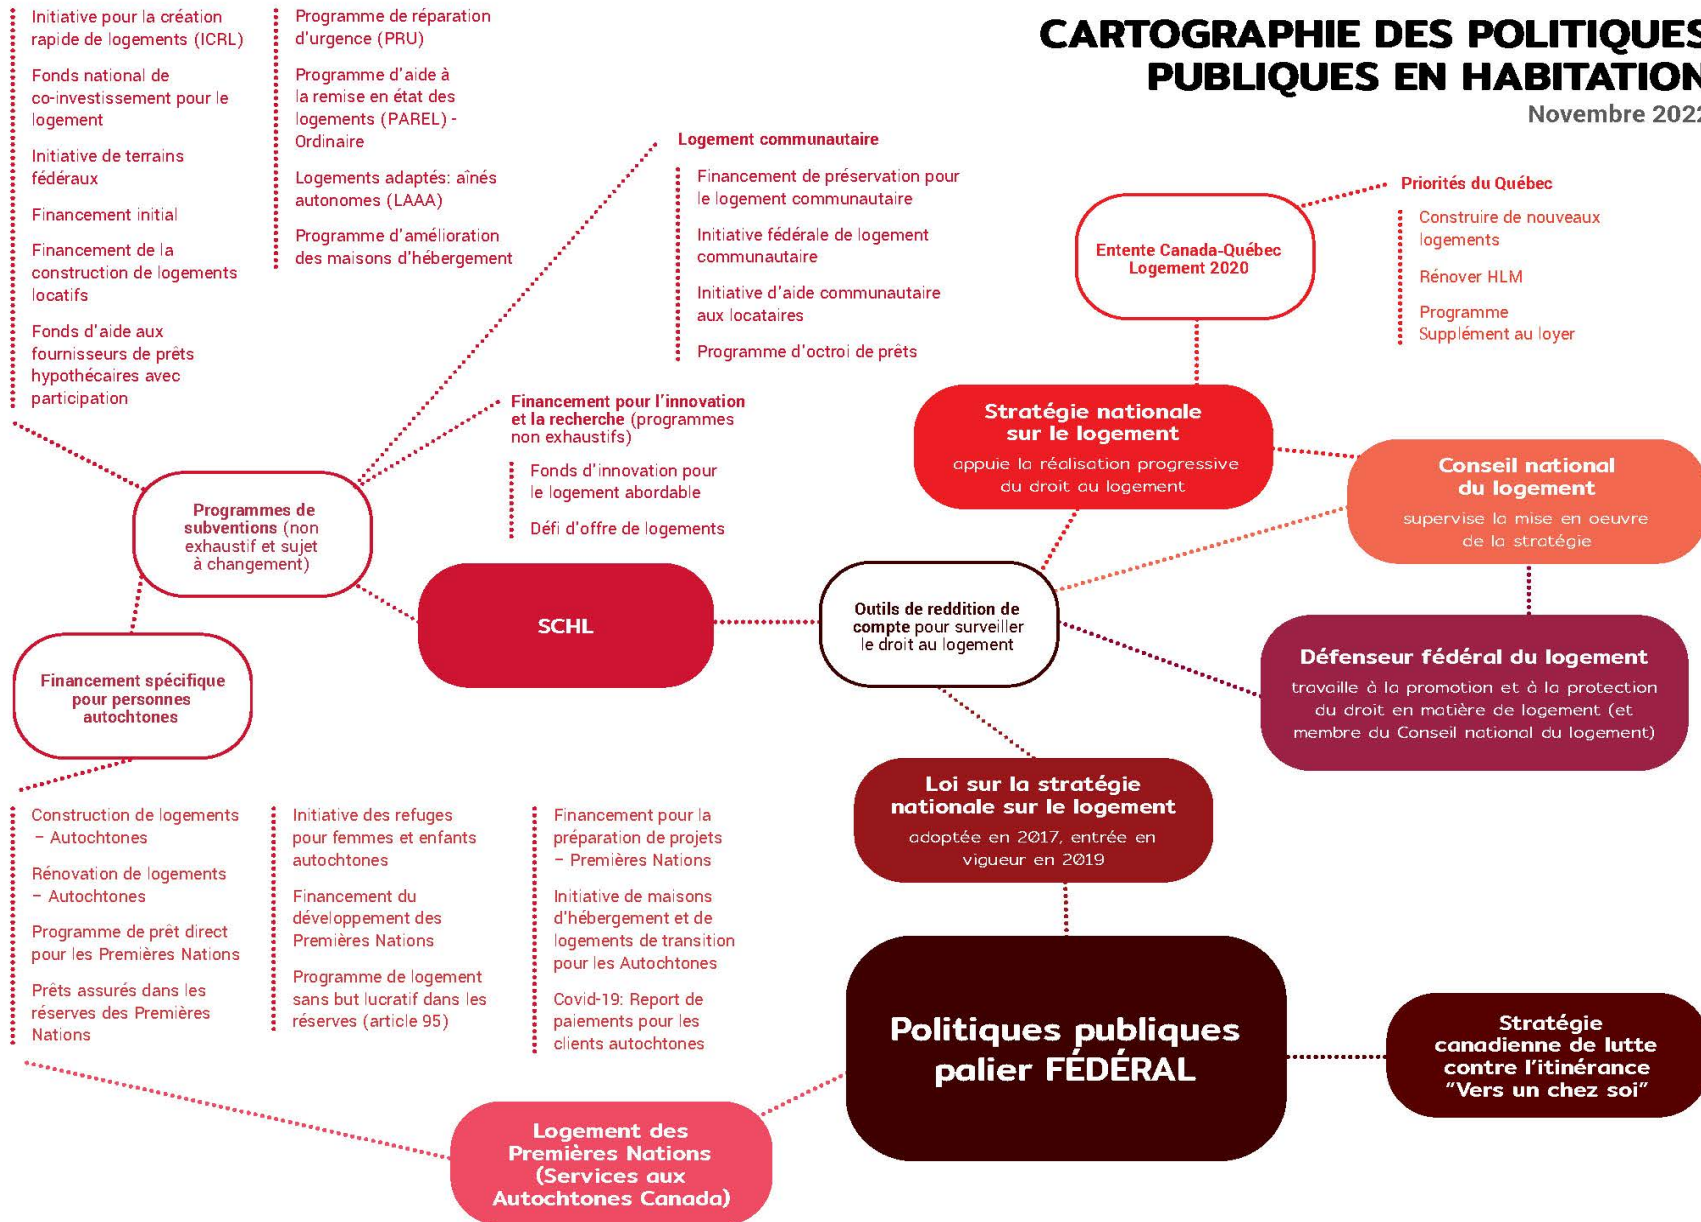 CARTOGRAPHIE DES POLITIQUES
PUBLIQUES EN HABITATION
Novembre 2022
Initiative pour la création
rapide de logements (ICRL)
Fonds national de
co-investissement pour le
logement
Initiative de terrains
fédéraux
Financement initial
Financement de la
construction de logements
locatifs
Fonds d'aide aux
fournisseurs de prêts
hypothécaires avec
participation
Programme de réparation
d'urgence (PRU)
Programme d'aide à
la remise en état des
logements (PAREL) -
Ordinaire
Logements adaptés: aînés
autonomes (LAAA)
Programme d'amélioration
des maisons d'hébergement
Logement communautaire
Financement de préservation pour
le logement communautaire
Initiative fédérale de logement
communautaire
Initiative d'aide communautaire
aux locataires
Programme d'octroi de prêts
Financement pour l'innovation
et la recherche (programmes
non exhaustifs)
Fonds d'innovation pour
le logement abordable
Défi d'offre de logements
Priorités du Québec
Construire de nouveaux
logements
Rénover HLM
Programme
Supplément au loyer
Entente Canada-Québec
Logement 2020
Stratégie nationale
sur le logement
appuie la réalisation progressive
du droit au logement
Conseil national
du logement
supervise la mise en oeuvre
de la stratégie
Programmes de
subventions (non
exhaustif et sujet
à changement)
SCHL
Outils de reddition de
compte pour surveiller
le droit au logement
Défenseur fédéral du logement
travaille à la promotion et à la protection
du droit en matière de logement (et
membre du Conseil national du logement)
Financement spécifique
pour personnes
autochtones
Loi sur la stratégie
nationale sur le logement
adoptée en 2017, entrée en
vigueur en 2019
Construction de logements
– Autochtones
Rénovation de logements
– Autochtones
Programme de prêt direct
pour les Premières Nations
Prêts assurés dans les
réserves des Premières
Nations
Initiative des refuges
pour femmes et enfants
autochtones
Financement du
développement des
Premières Nations
Programme de logement
sans but lucratif dans les
réserves (article 95)
Financement pour la
préparation de projets
– Premières Nations
Initiative de maisons
d'hébergement et de
logements de transition
pour les Autochtones
Covid-19: Report de
paiements pour les
clients autochtones
Politiques publiques
palier FÉDÉRAL
Stratégie
canadienne de lutte
contre l'itinérance
"Vers un chez soi"
Logement des
Premières Nations
(Services aux
Autochtones Canada)